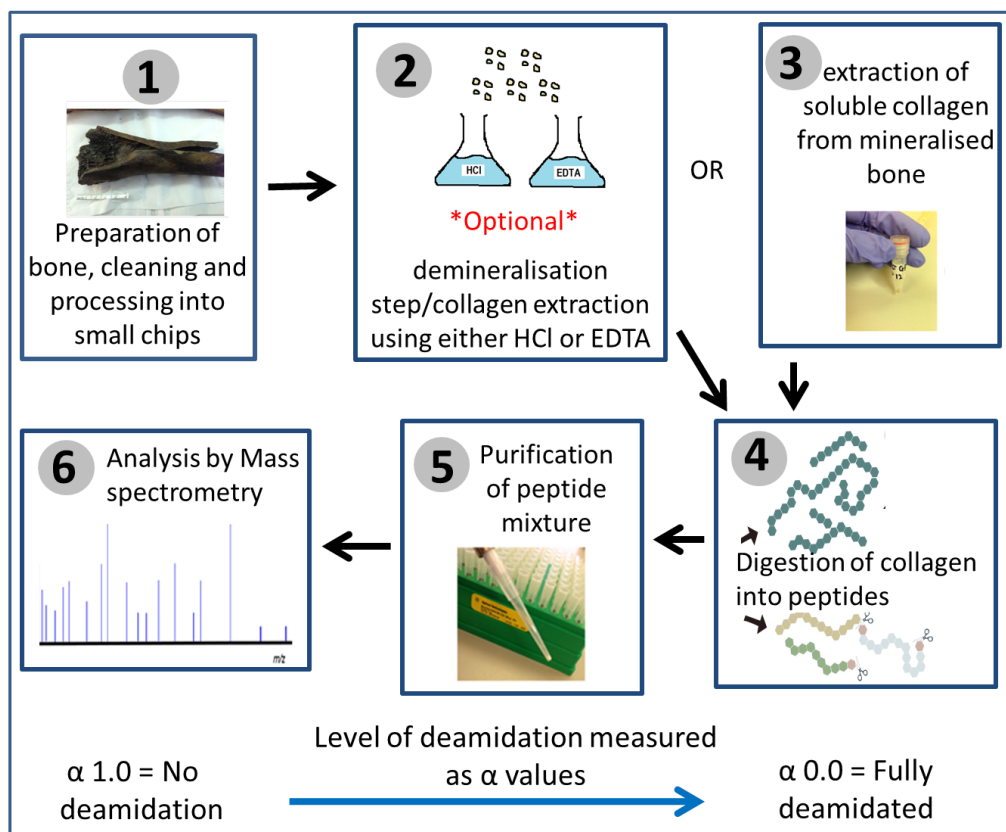 1
Preparation of
bone, cleaning and
processing into
small chips
2
HCl
EDTA
*Optional*
demineralisation
step/collagen extraction
using either HCl or EDTA
OR
3
extraction of
soluble collagen
from mineralised
bone
4
Digestion of collagen
into peptides
5
Purification
of peptide
mixture
6
Analysis by Mass
spectrometry
m/z
Level of deamidation measured
as α values
α 1.0 = No
deamidation
α 0.0 = Fully
deamidated